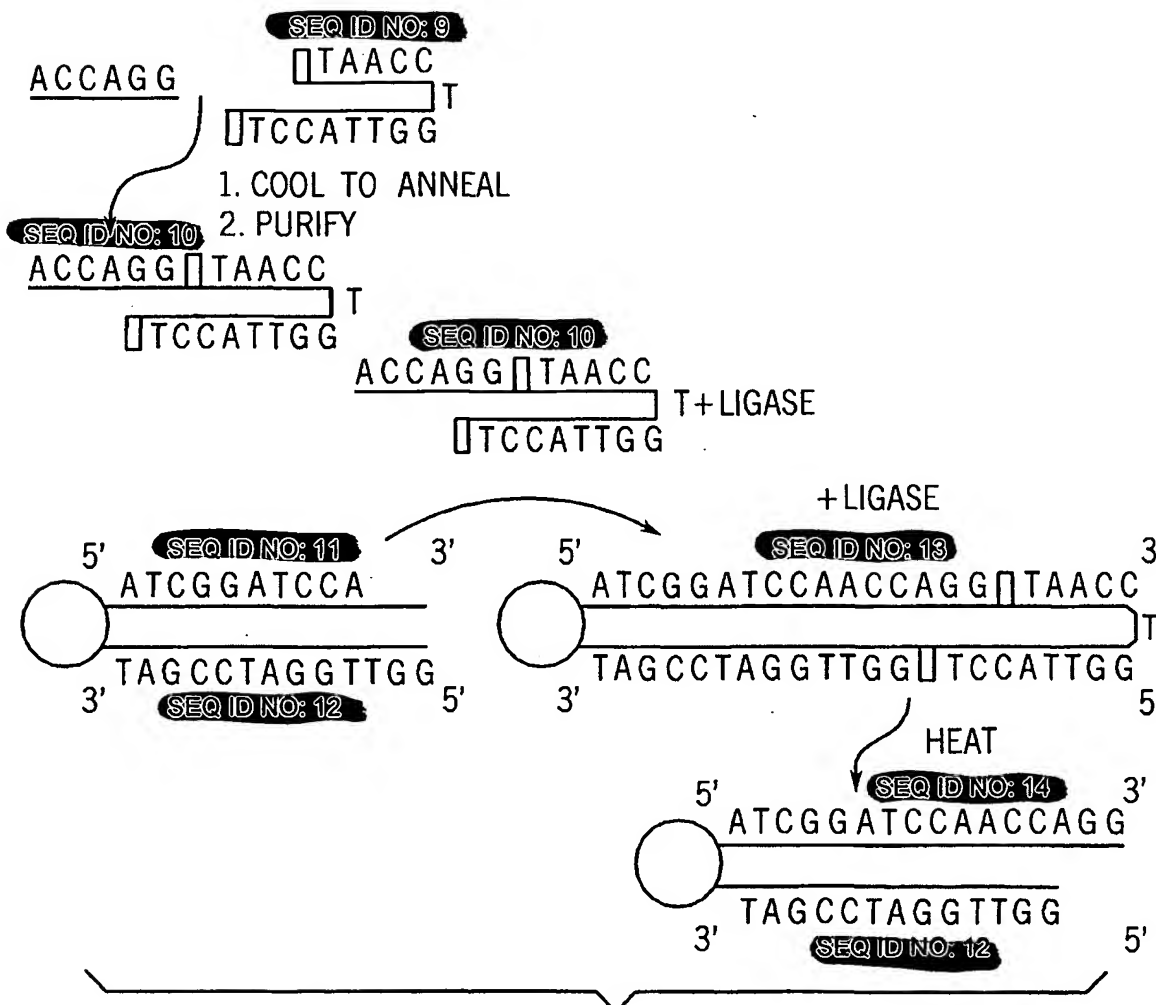 SEQ ID NO: 9
TAACC
ACCAGG
T
TCCATTGG
1. COOL TO ANNEAL
2. PURIFY
SEQ ID NO: 10
ACCAGG TAACC
T
TCCATTGG
SEQ ID NO: 10
ACCAGG TAACC
T+LIGASE
TCCATTGG
+LIGASE
5' SEQ ID NO: 11 3'
ATCGGATCCA
TAGCCTAGGTTGG
3' SEQ ID NO: 12 5'
5' SEQ ID NO: 13 3
ATCGGATCCAACCAGG TAACC
T
TAGCCTAGGTTGG TCCATTGG
3' 5
HEAT
5' SEQ ID NO: 14 3'
ATCGGATCCAACCAGG
TAGCCTAGGTTGG
3' SEQ ID NO: 12 5'